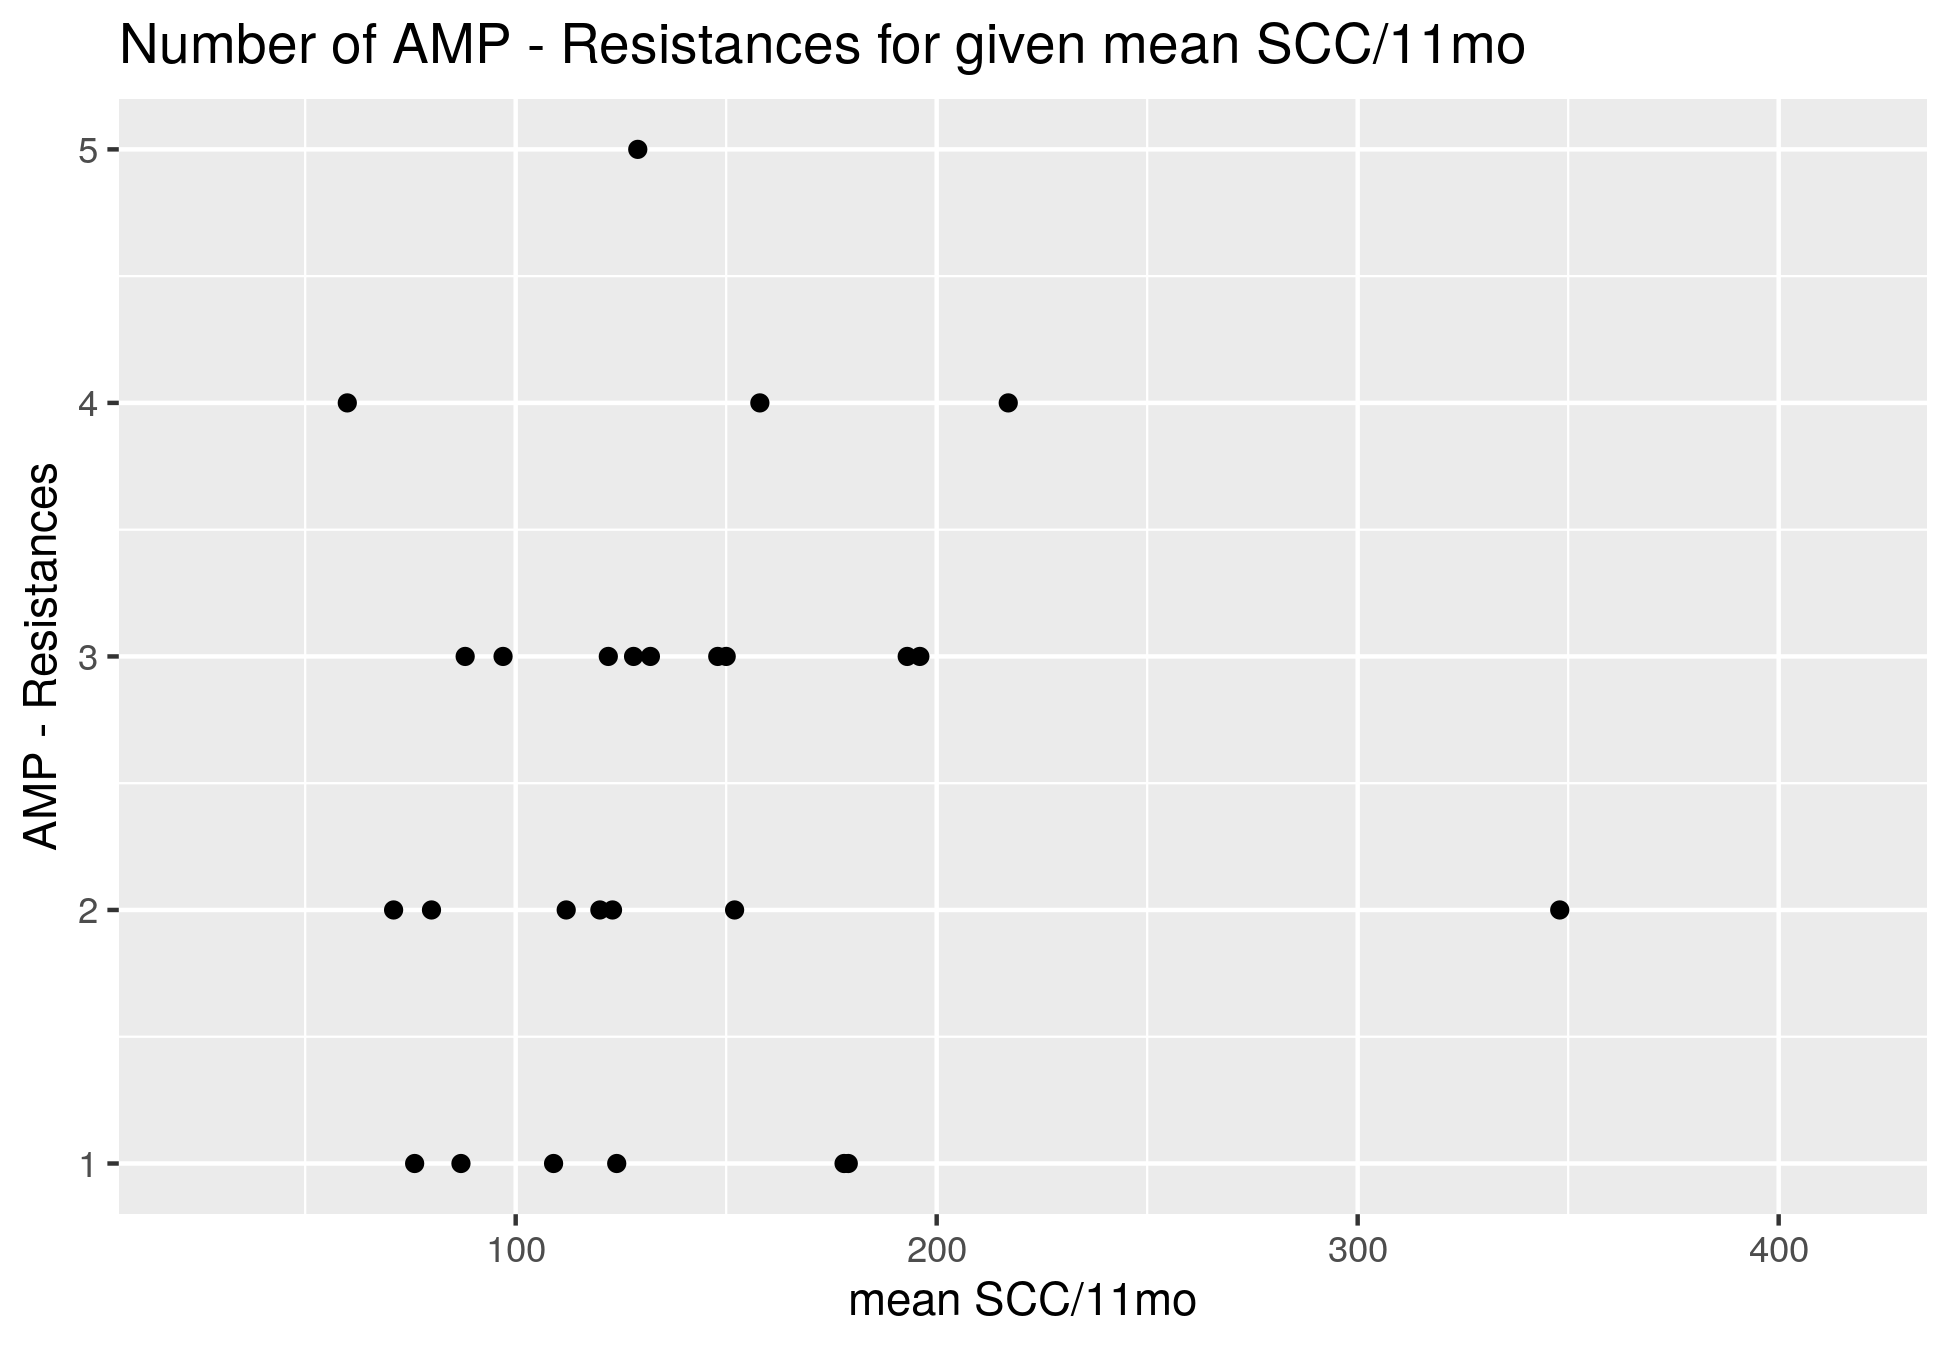 Number of AMP - Resistances for given mean SCC/11mo
AMP - Resistances
5
4
3
2
1
100 200 300 400
mean SCC/11mo